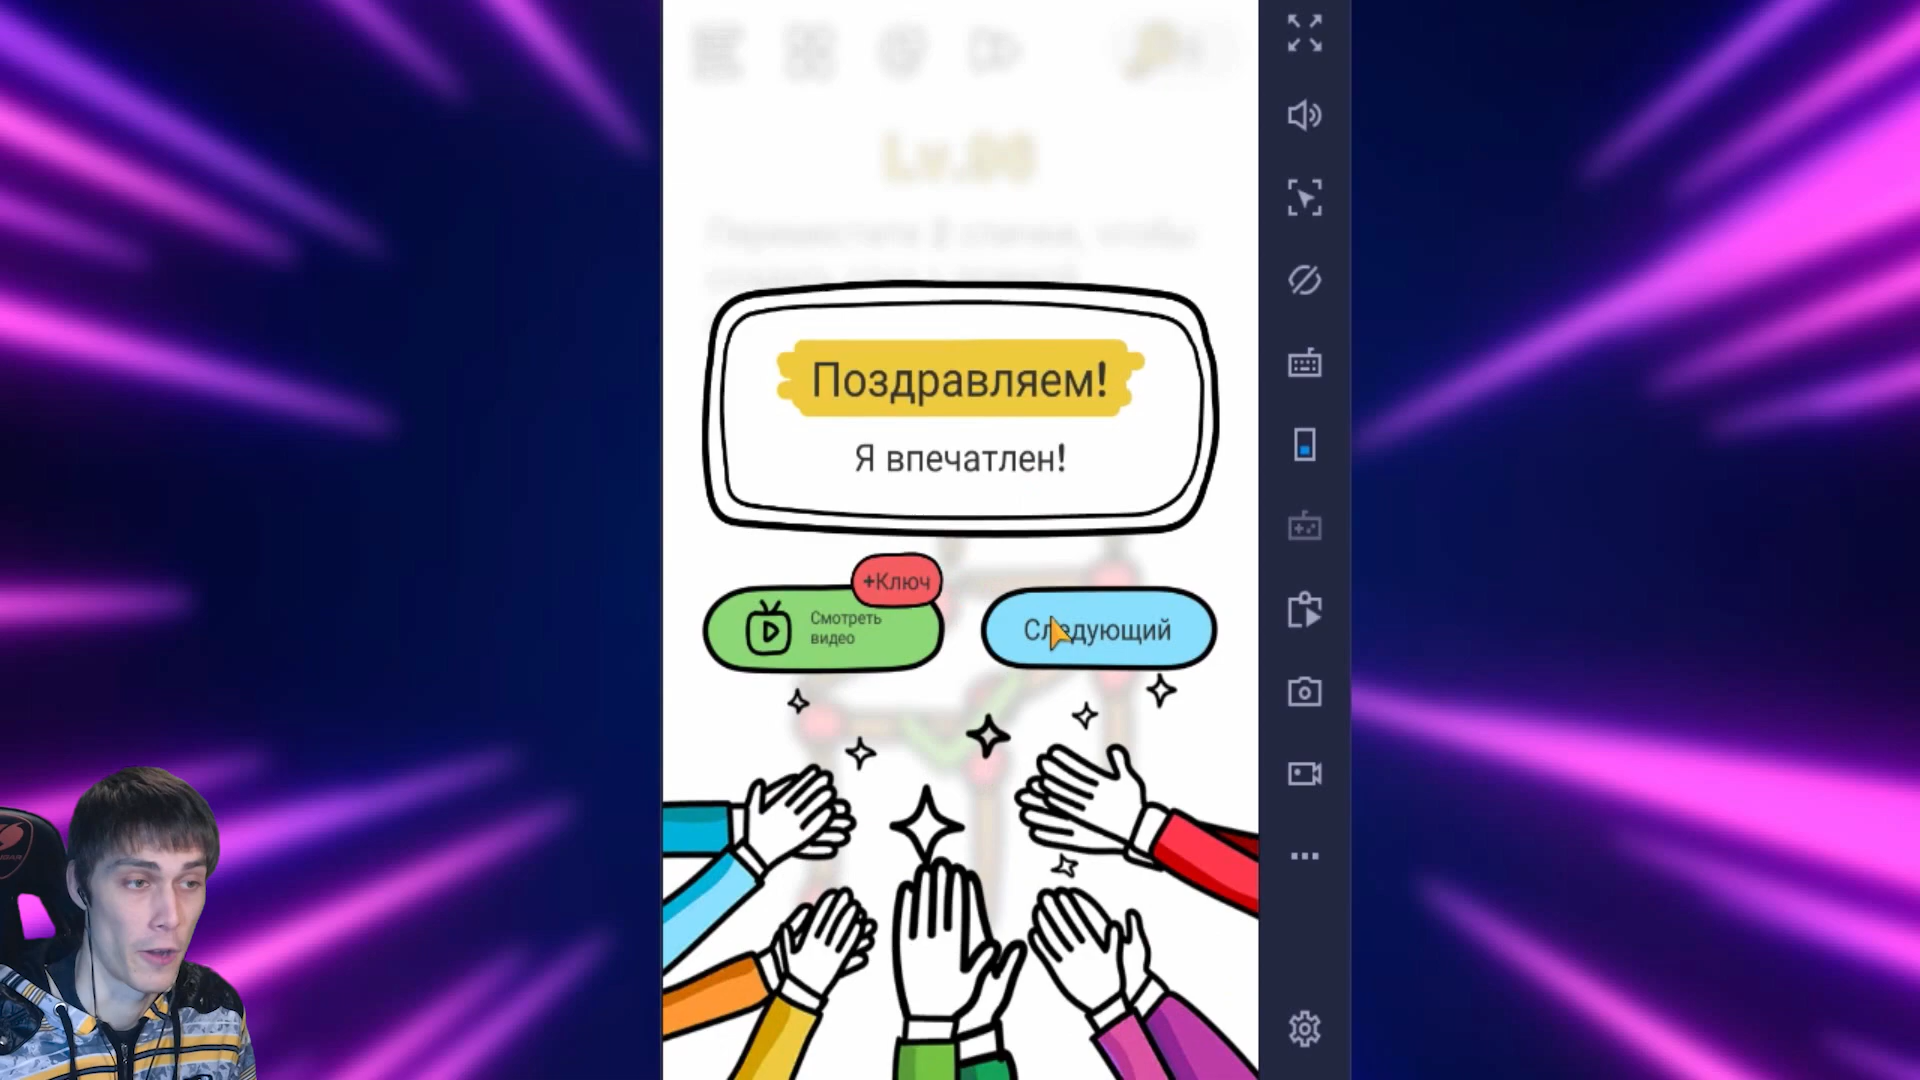 Поздравляем!
Я впечатлен!
+Ключ
Смотреть
видео
Следующий